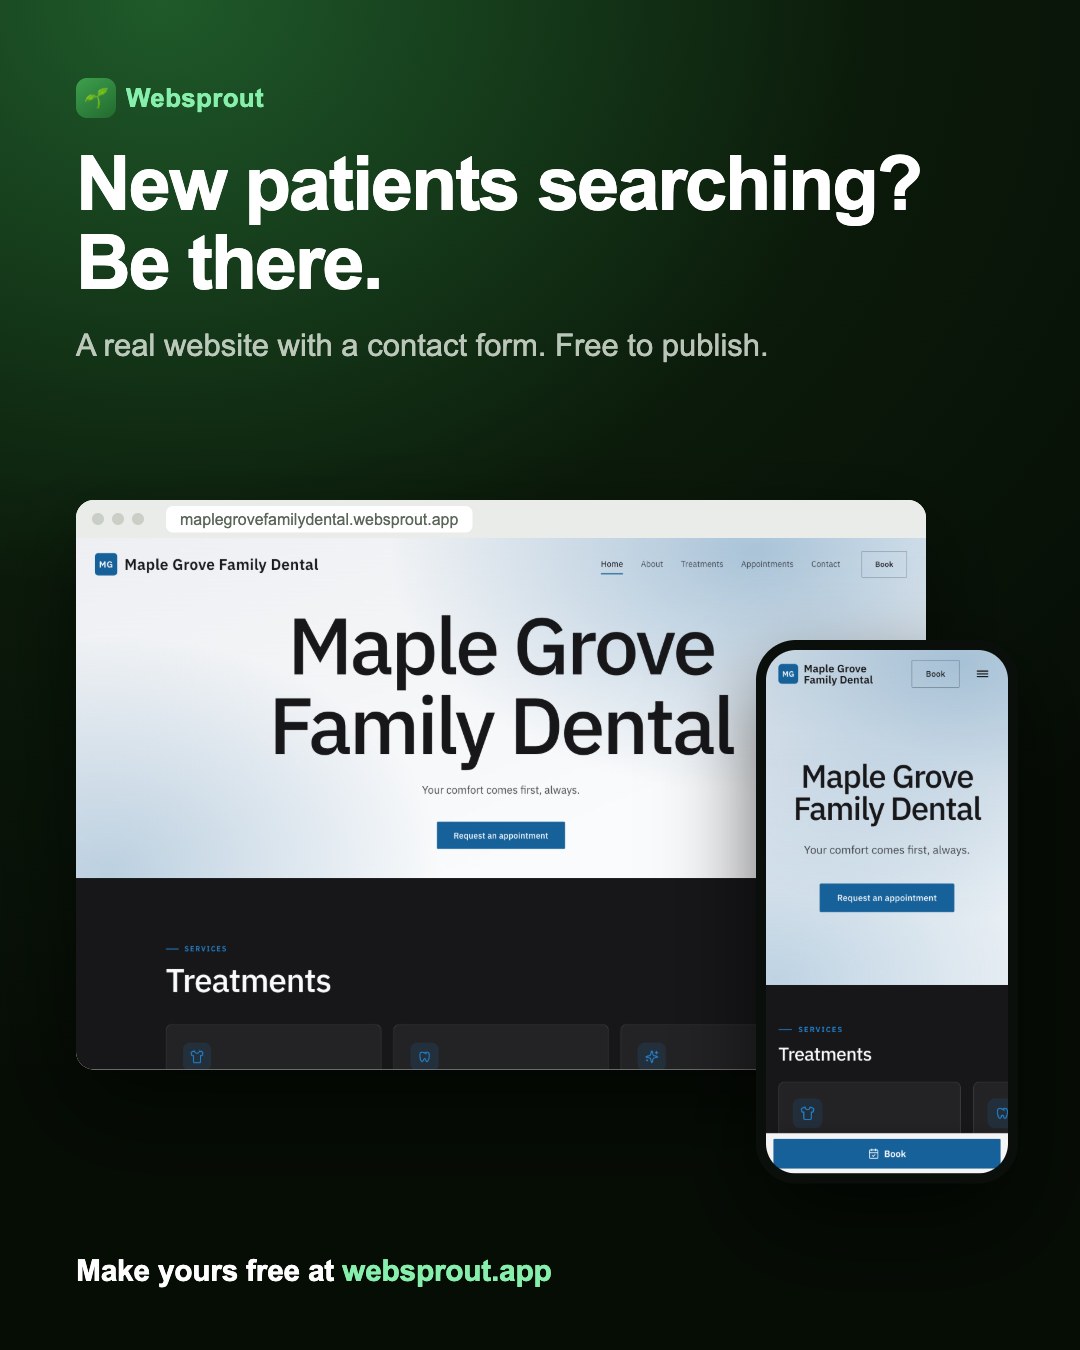 Websprout
New patients searching?
Be there.
A real website with a contact form. Free to publish.
maplegrovefamilydental.websprout.app
MG Maple Grove Family Dental
Home About Treatments Appointments Contact Book
Maple Grove
Family Dental
Your comfort comes first, always.
Request an appointment
SERVICES
Treatments
MG Maple Grove
Family Dental
Book
Maple Grove
Family Dental
Your comfort comes first, always.
Request an appointment
SERVICES
Treatments
Book
Make yours free at websprout.app